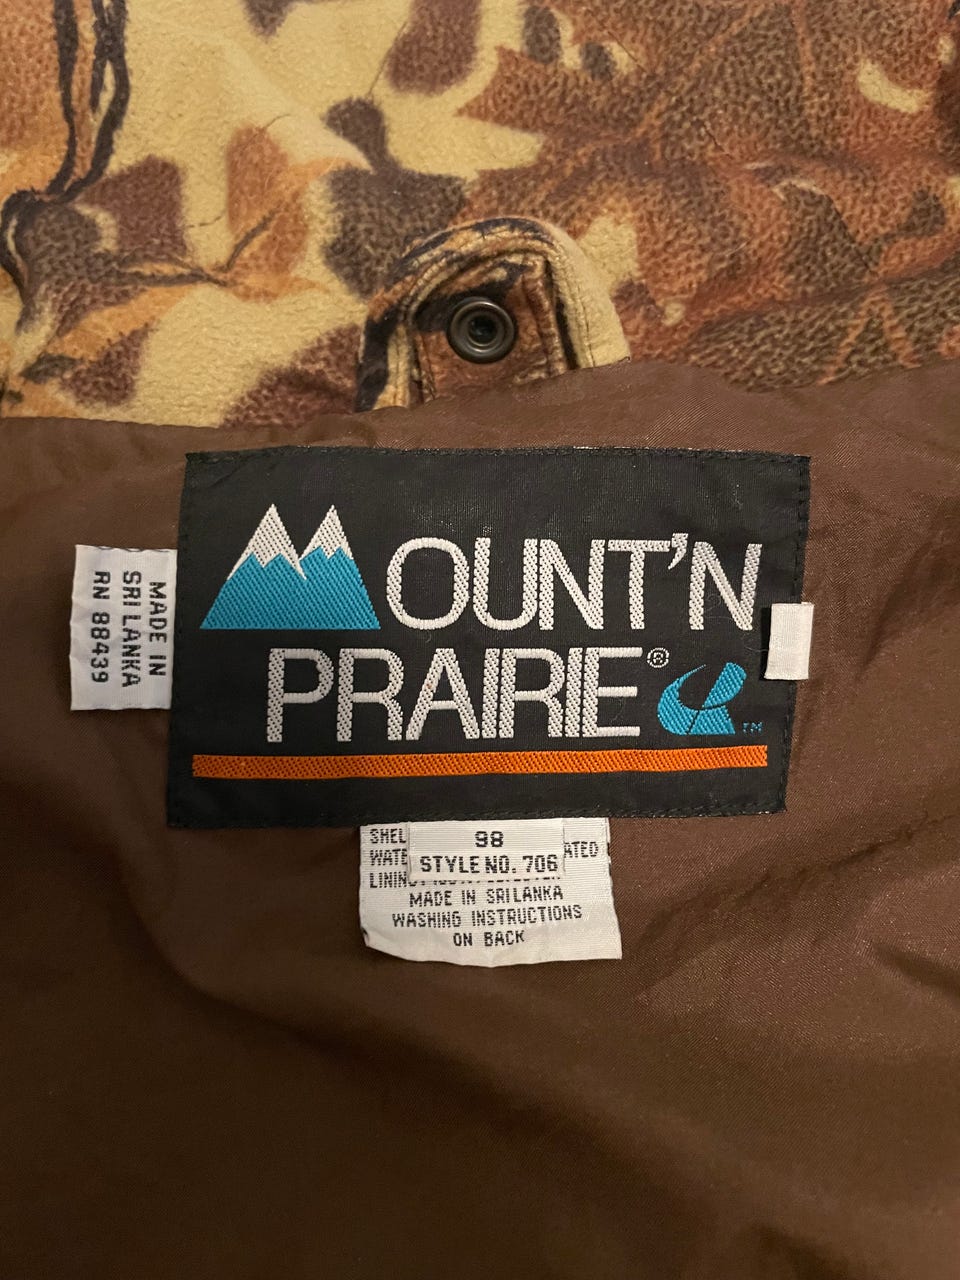 MOUNT'N
PRAIRIE®
TM
MADE IN
SRI LANKA
RN 88439
98
STYLE NO. 706
MADE IN SRI LANKA
WASHING INSTRUCTIONS
ON BACK